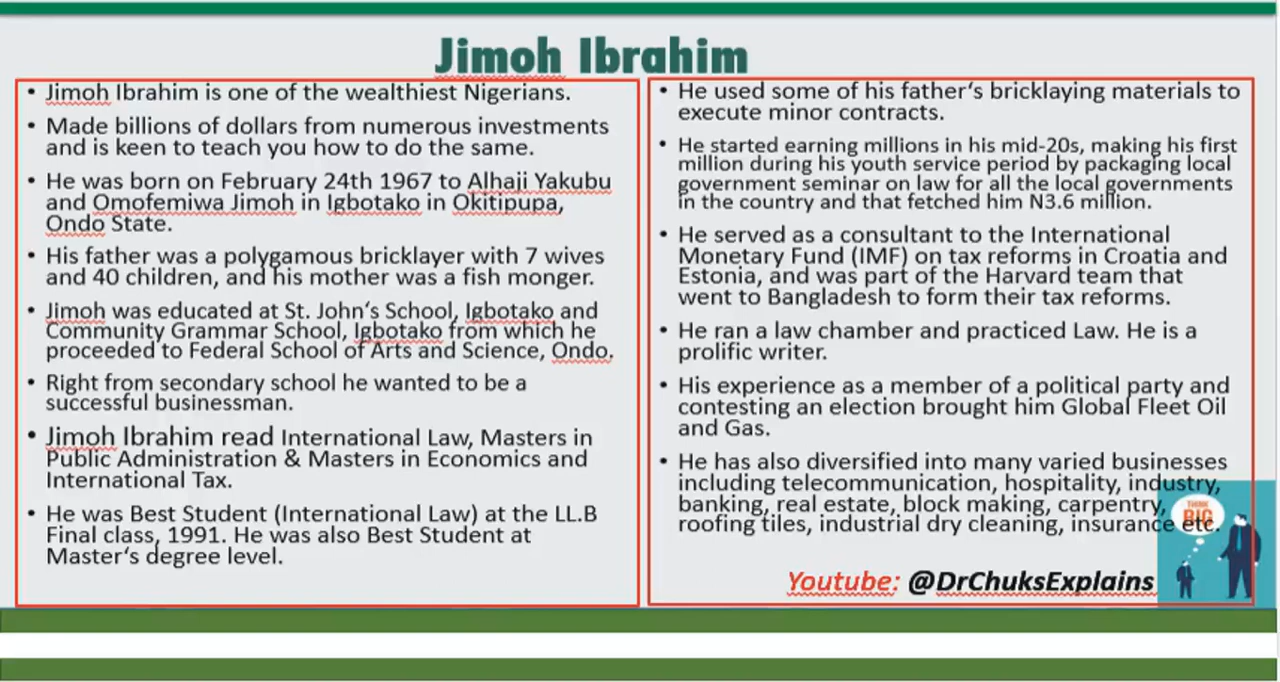 Jimoh Ibrahim
• Jimoh Ibrahim is one of the wealthiest Nigerians.
• Made billions of dollars from numerous investments
and is keen to teach you how to do the same.
• He was born on February 24th 1967 to Alhaji Yakubu
and Omofemiwa Jimoh in Igbotako in Okitipupa,
Ondo State.
• His father was a polygamous bricklayer with 7 wives
and 40 children, and his mother was a fish monger.
• Jimoh was educated at St. John‘s School, Igbotako and
Community Grammar School, Igbotako from which he
proceeded to Federal School of Arts and Science, Ondo.
• Right from secondary school he wanted to be a
successful businessman.
• Jimoh Ibrahim read International Law, Masters in
Public Administration & Masters in Economics and
International Tax.
• He was Best Student (International Law) at the LL.B
Final class, 1991. He was also Best Student at
Master‘s degree level.
• He used some of his father‘s bricklaying materials to
execute minor contracts.
• He started earning millions in his mid-20s, making his first
million during his youth service period by packaging local
government seminar on law for all the local governments
in the country and that fetched him N3.6 million.
• He served as a consultant to the International
Monetary Fund (IMF) on tax reforms in Croatia and
Estonia, and was part of the Harvard team that
went to Bangladesh to form their tax reforms.
• He ran a law chamber and practiced Law. He is a
prolific writer.
• His experience as a member of a political party and
contesting an election brought him Global Fleet Oil
and Gas.
• He has also diversified into many varied businesses
including telecommunication, hospitality, industry,
banking, real estate, block making, carpentry,
roofing tiles, industrial dry cleaning, insurance etc.
THINK
BIG
Youtube: @DrChuksExplains